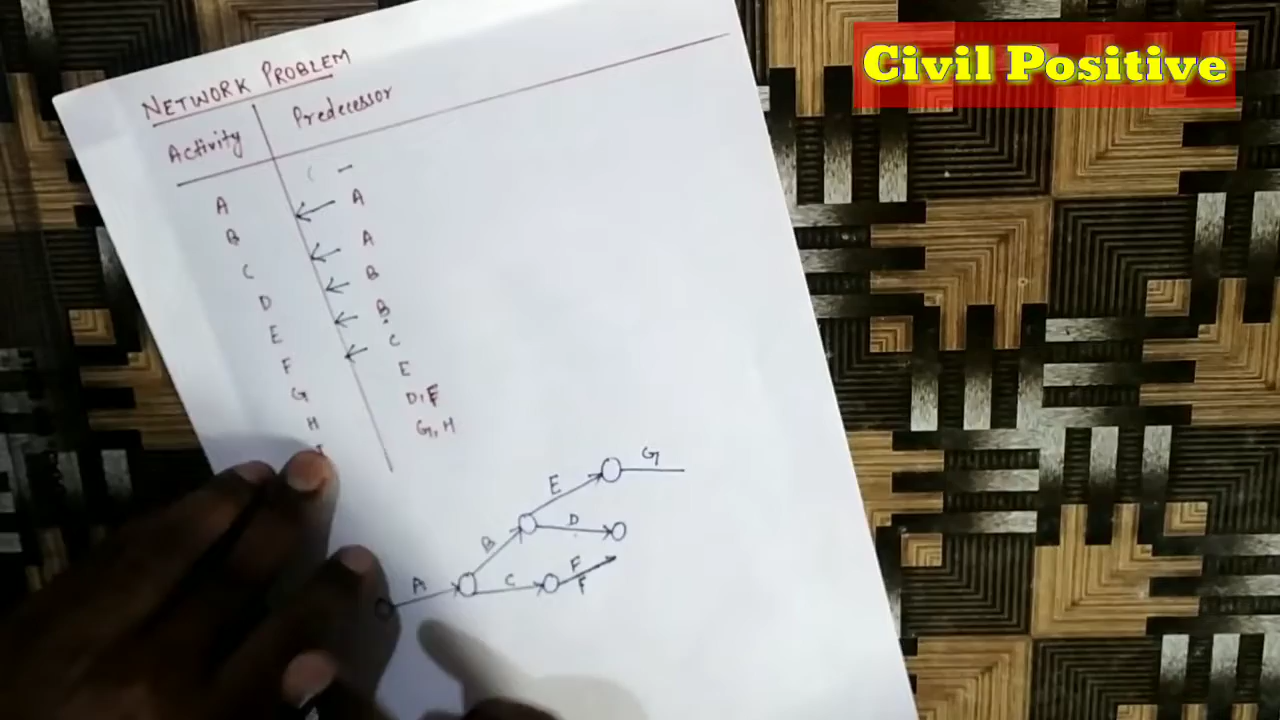 Civil Positive
NETWORK PROBLEM
Activity Predecessor
A -
B A
C A
D B
E B
F C
G E
H D, F
I G, H
E G
B D
A C F
F